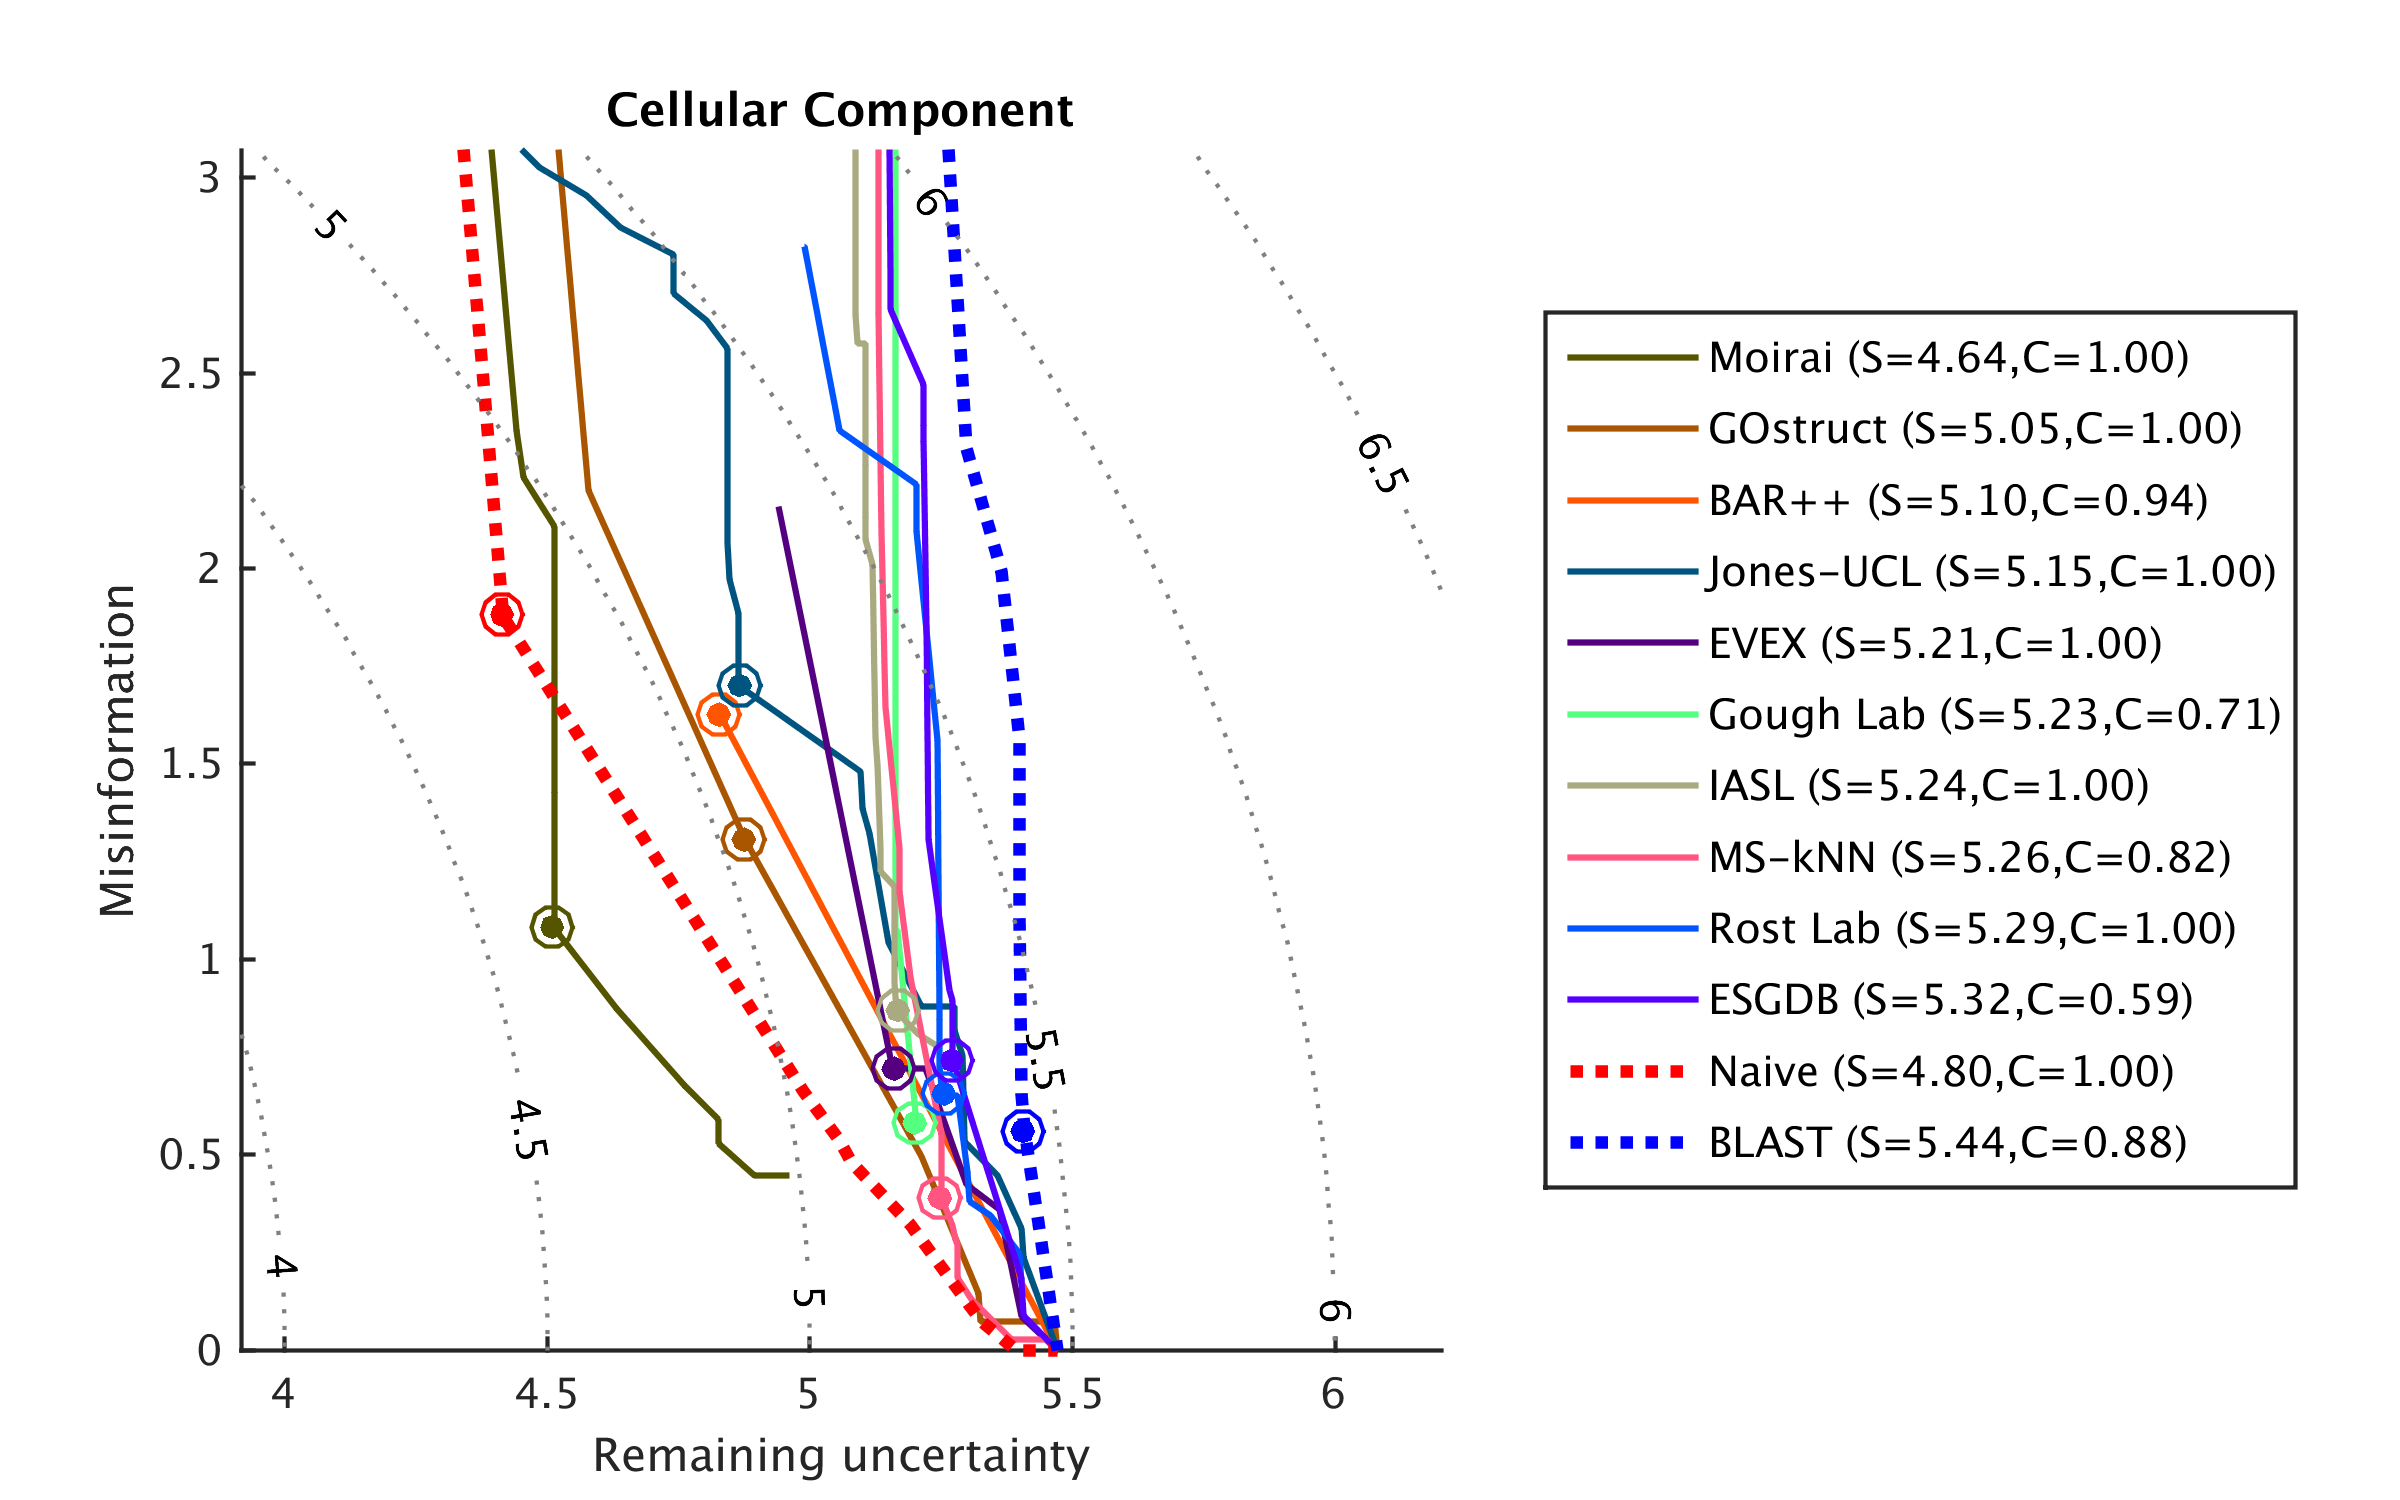 Cellular Component
3
2.5
2
1.5
1
0.5
0
Misinformation
4
4.5
5
5.5
6
Remaining uncertainty
5
6
6.5
5.5
4.5
4
5
6
Moirai (S=4.64,C=1.00)
GOstruct (S=5.05,C=1.00)
BAR++ (S=5.10,C=0.94)
Jones-UCL (S=5.15,C=1.00)
EVEX (S=5.21,C=1.00)
Gough Lab (S=5.23,C=0.71)
IASL (S=5.24,C=1.00)
MS-kNN (S=5.26,C=0.82)
Rost Lab (S=5.29,C=1.00)
ESGDB (S=5.32,C=0.59)
Naive (S=4.80,C=1.00)
BLAST (S=5.44,C=0.88)